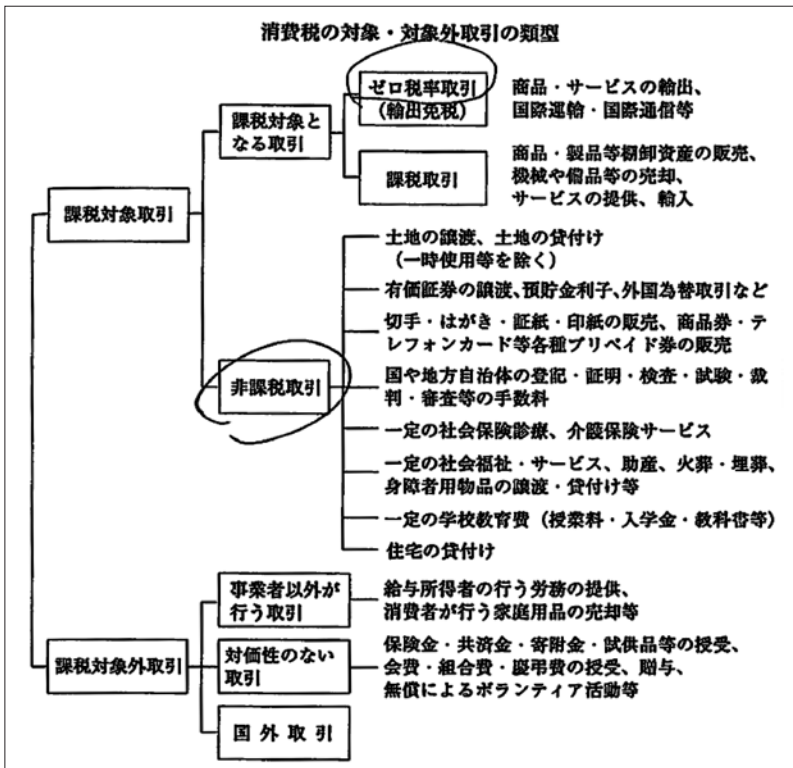 消費税の対象・対象外取引の類型
課税対象取引
課税対象と
なる取引
ゼロ税率取引
(輸出免税)
商品・サービスの輸出、
国際運輸・国際通信等
課税取引
商品・製品等棚卸資産の販売、
機械や備品等の売却、
サービスの提供、輸入
非課税取引
土地の譲渡、土地の貸付け
(一時使用等を除く)
有価証券の譲渡、預貯金利子、外国為替取引など
切手・はがき・証紙・印紙の販売、商品券・テ
レフォンカード等各種プリペイド券の販売
国や地方自治体の登記・証明・検査・試験・裁
判・審査等の手数料
一定の社会保険診療、介護保険サービス
一定の社会福祉・サービス、助産、火葬・埋葬、
身障者用物品の譲渡・貸付け等
一定の学校教育費(授業料・入学金・教科書等)
住宅の貸付け
課税対象外取引
事業者以外が
行う取引
給与所得者の行う労務の提供、
消費者が行う家庭用品の売却等
対価性のない
取引
保険金・共済金・寄附金・試供品等の授受、
会費・組合費・慶弔費の授受、贈与、
無償によるボランティア活動等
国外取引